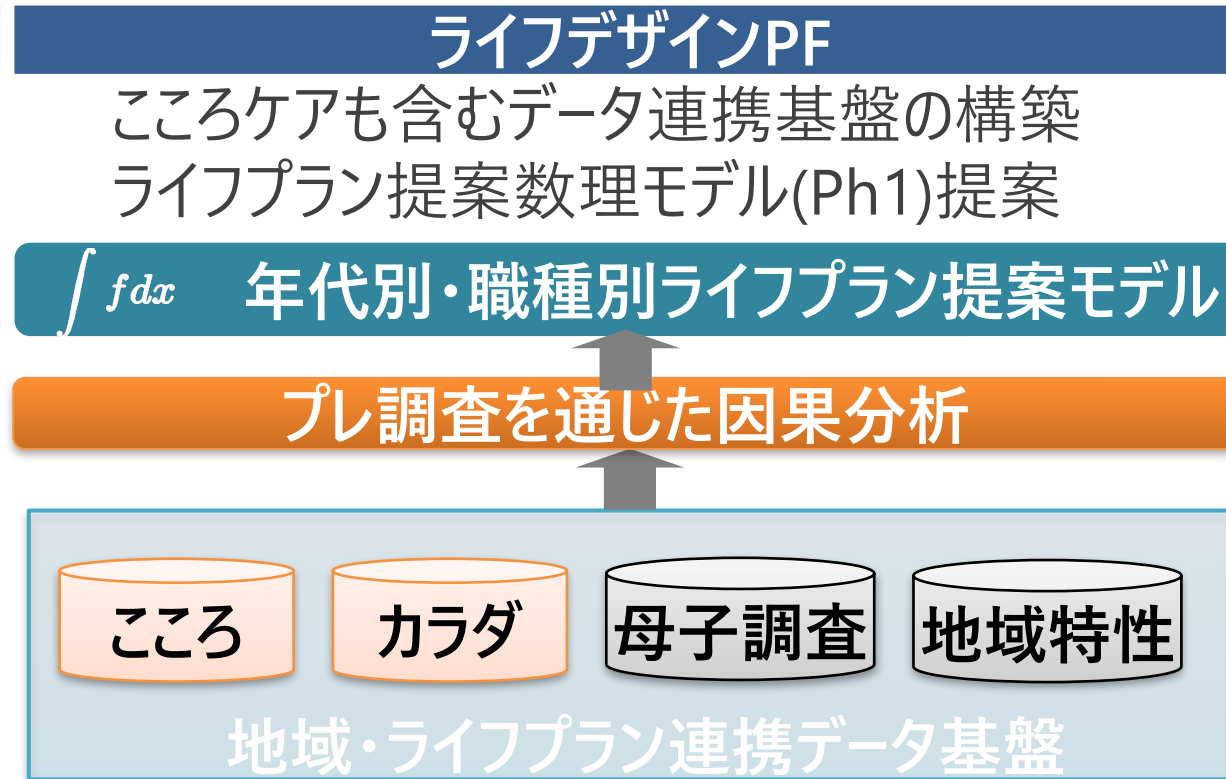 ライフデザインPF
こころケアも含むデータ連携基盤の構築
ライフプラン提案数理モデル(Ph1)提案
∫ fdx 年代別・職種別ライフプラン提案モデル
プレ調査を通じた因果分析
こころ カラダ 母子調査 地域特性
地域・ライフプラン連携データ基盤